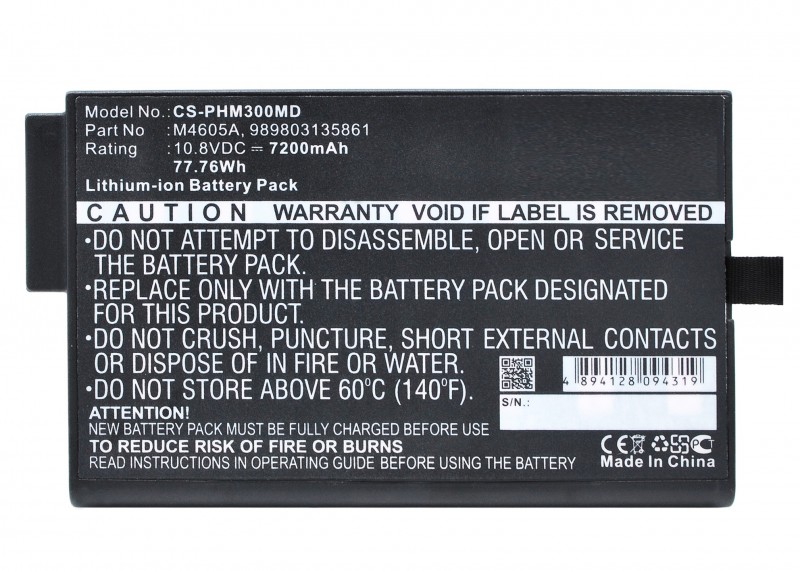 Model No.: CS-PHM300MD
Part No : M4605A, 989803135861
Rating : 10.8VDC ⎓ 7200mAh
77.76Wh
Lithium-ion Battery Pack
CAUTION WARRANTY VOID IF LABEL IS REMOVED
•DO NOT ATTEMPT TO DISASSEMBLE, OPEN OR SERVICE
THE BATTERY PACK.
•REPLACE ONLY WITH THE BATTERY PACK DESIGNATED
FOR THIS PRODUCT.
•DO NOT CRUSH, PUNCTURE, SHORT EXTERNAL CONTACTS
OR DISPOSE OF IN FIRE OR WATER.
•DO NOT STORE ABOVE 60°C (140°F).
4 894128 094319
S/N.:
ATTENTION!
NEW BATTERY PACK MUST BE FULLY CHARGED BEFORE USE
TO REDUCE RISK OF FIRE OR BURNS
READ INSTRUCTIONS IN OPERATING GUIDE BEFORE USING THE BATTERY
CE
Made In China